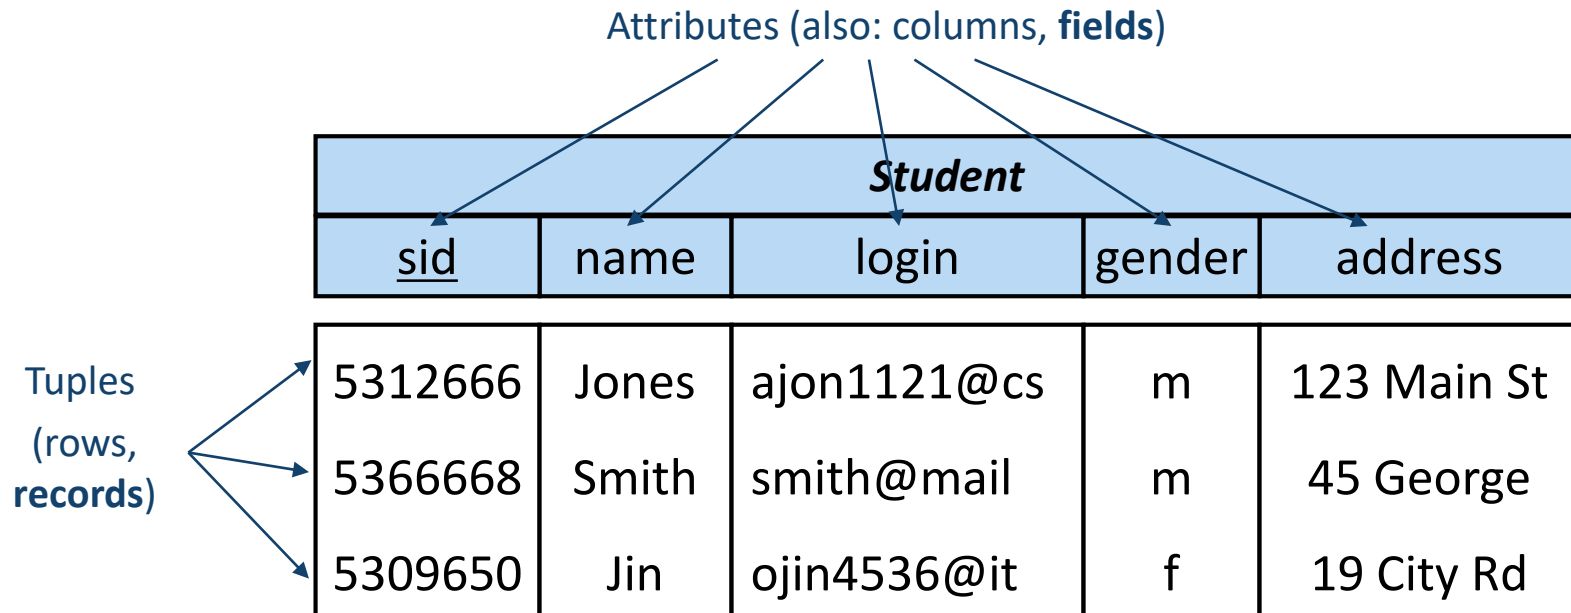 Attributes (also: columns, fields)
Student
sid name login gender address
Tuples
(rows,
records)
5312666 Jones ajon1121@cs m 123 Main St
5366668 Smith smith@mail m 45 George
5309650 Jin ojin4536@it f 19 City Rd